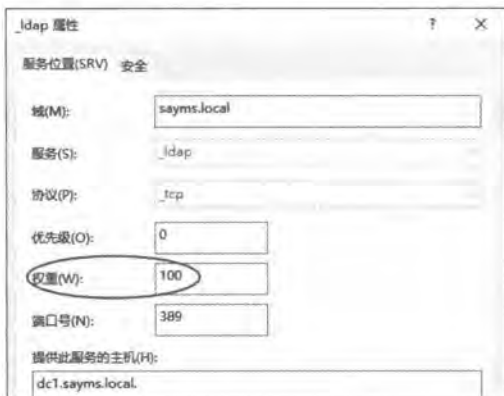 _ldap 属性 ? ×
服务位置(SRV) 安全
域(M): sayms.local
服务(S): _ldap
协议(P): _tcp
优先级(O): 0
权重(W): 100
端口号(N): 389
提供此服务的主机(H):
dc1.sayms.local.